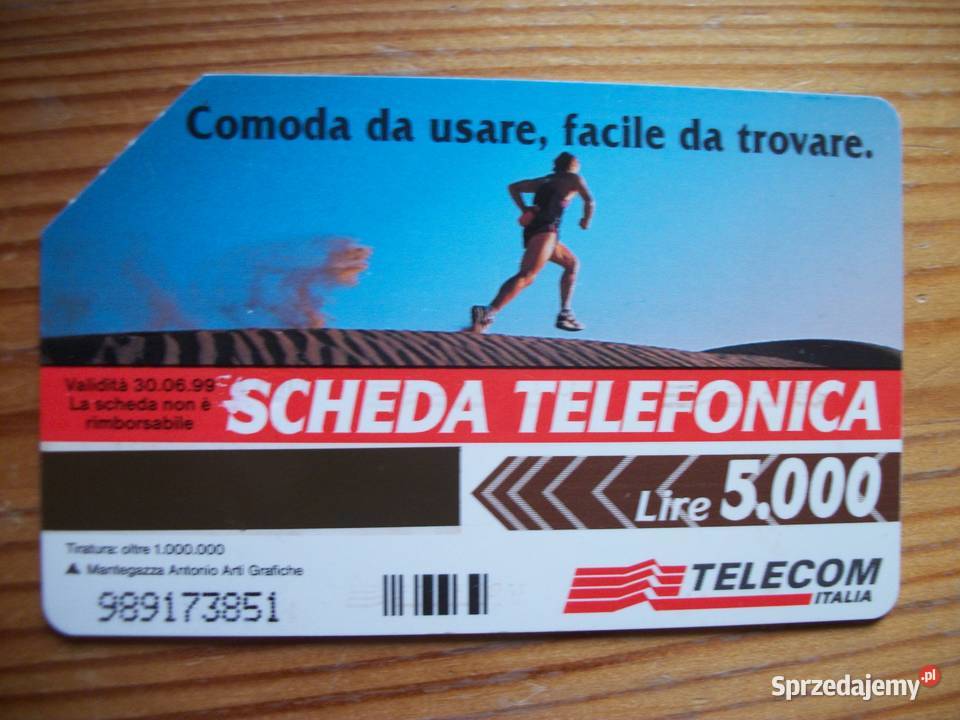 Comoda da usare, facile da trovare.
Validità 30.06.99
La scheda non è
rimborsabile
SCHEDA TELEFONICA
Lire 5.000
Tiratura: oltre 1.000.000
▲ Mantegazza Antonio Arti Grafiche
989173851
TELECOM
ITALIA
Sprzedajemy.pl